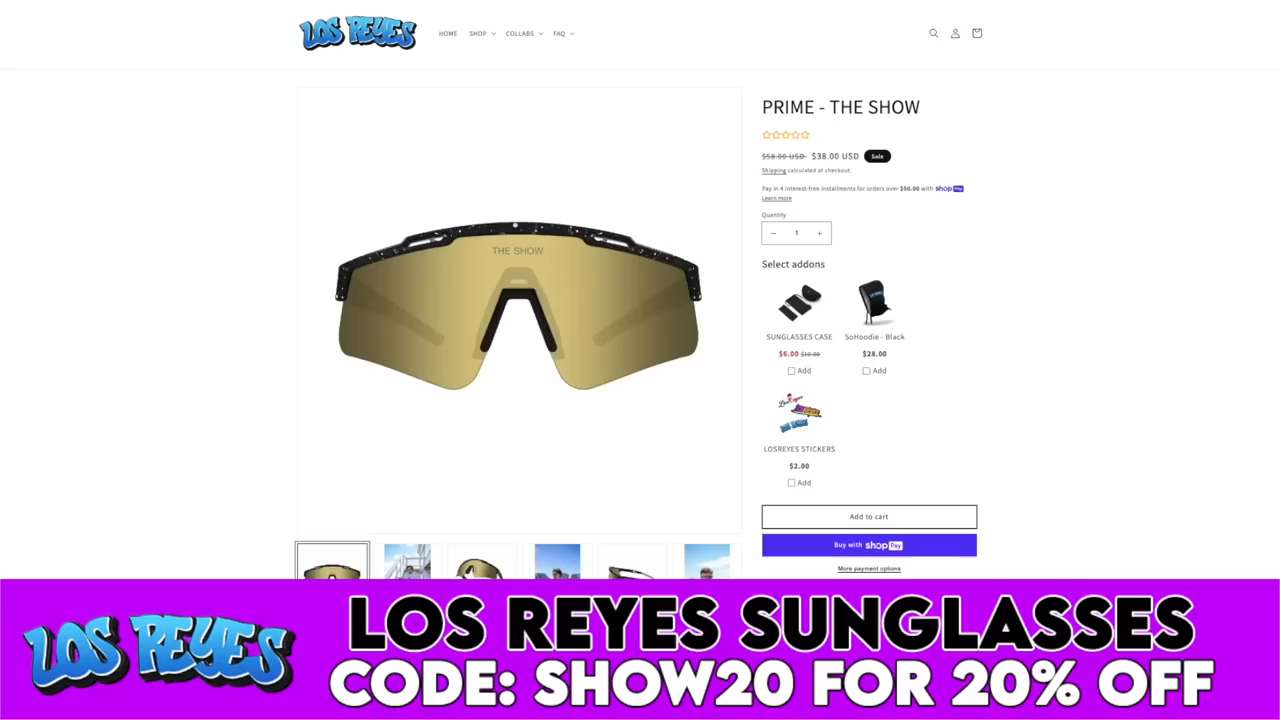 LOS REYES
HOME
SHOP
COLLABS
FAQ
THE SHOW
PRIME - THE SHOW
$58.00 USD $38.00 USD Sale
Shipping calculated at checkout.
Pay in 4 interest-free installments for orders over $50.00 with shop Pay
Learn more
Quantity
− 1 +
Select addons
SUNGLASSES CASE
$6.00 $10.00
Add
SoHoodie - Black
$28.00
Add
LOSREYES STICKERS
$2.00
Add
Add to cart
Buy with shop Pay
More payment options
LOS REYES
LOS REYES SUNGLASSES
CODE: SHOW20 FOR 20% OFF